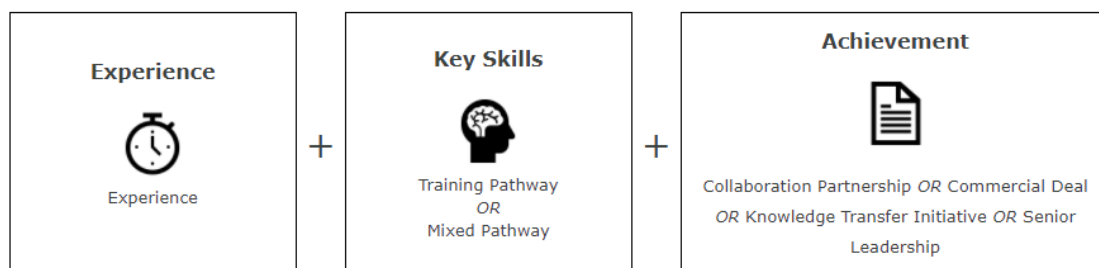 Experience
Experience
+
Key Skills
Training Pathway
OR
Mixed Pathway
+
Achievement
Collaboration Partnership OR Commercial Deal
OR Knowledge Transfer Initiative OR Senior
Leadership